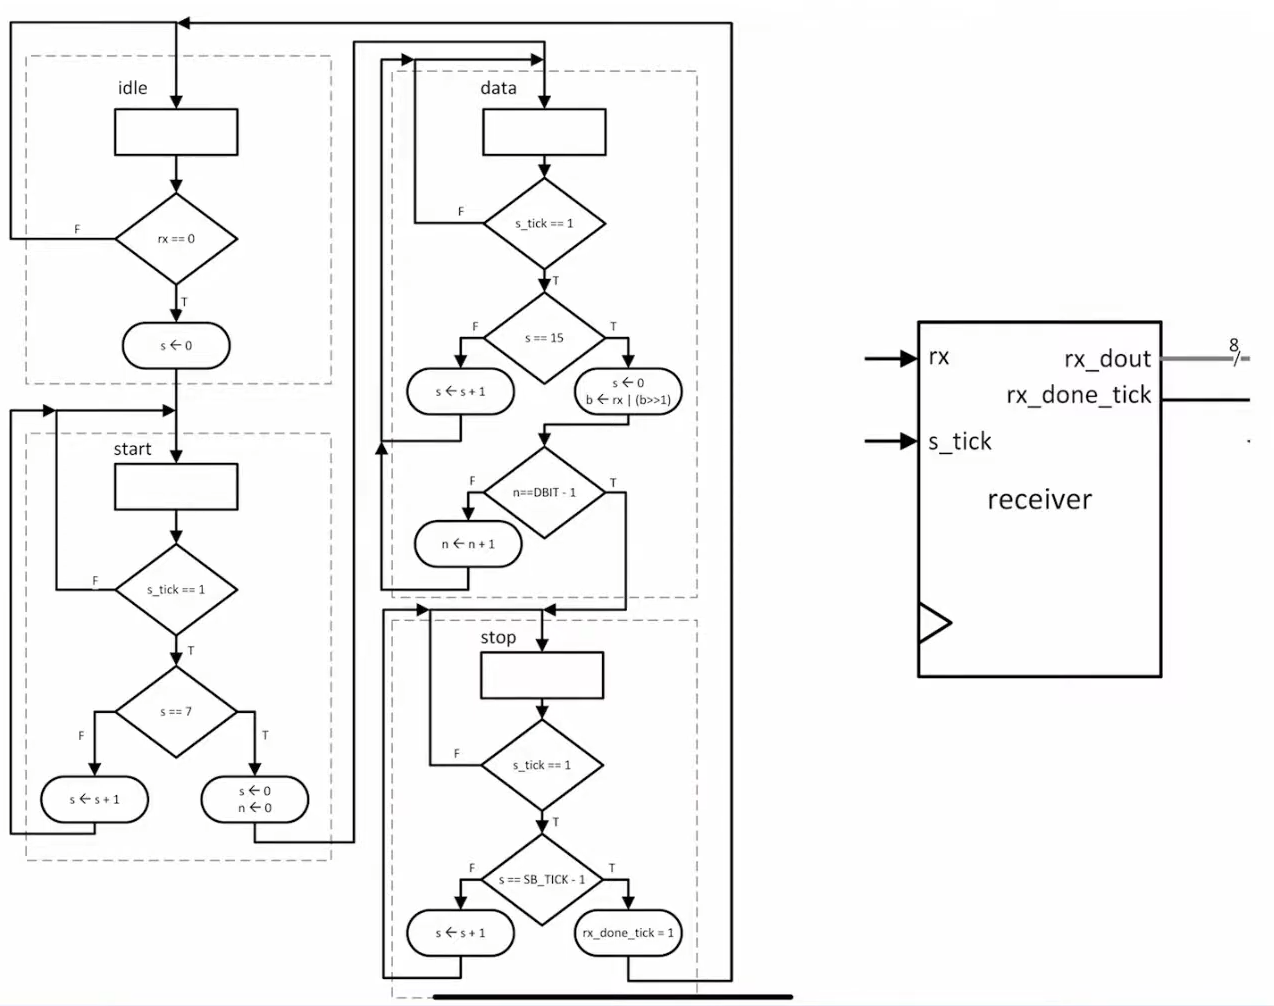 idle
rx == 0
F
T
s ← 0
start
s_tick == 1
F
T
s == 7
F
T
s ← s + 1
s ← 0
n ← 0
data
s_tick == 1
F
T
s == 15
F
T
s ← s + 1
s ← 0
b ← rx | (b>>1)
n==DBIT - 1
F
T
n ← n + 1
stop
s_tick == 1
F
T
s == SB_TICK - 1
F
T
s ← s + 1
rx_done_tick = 1
rx
rx_dout
8
rx_done_tick
s_tick
receiver